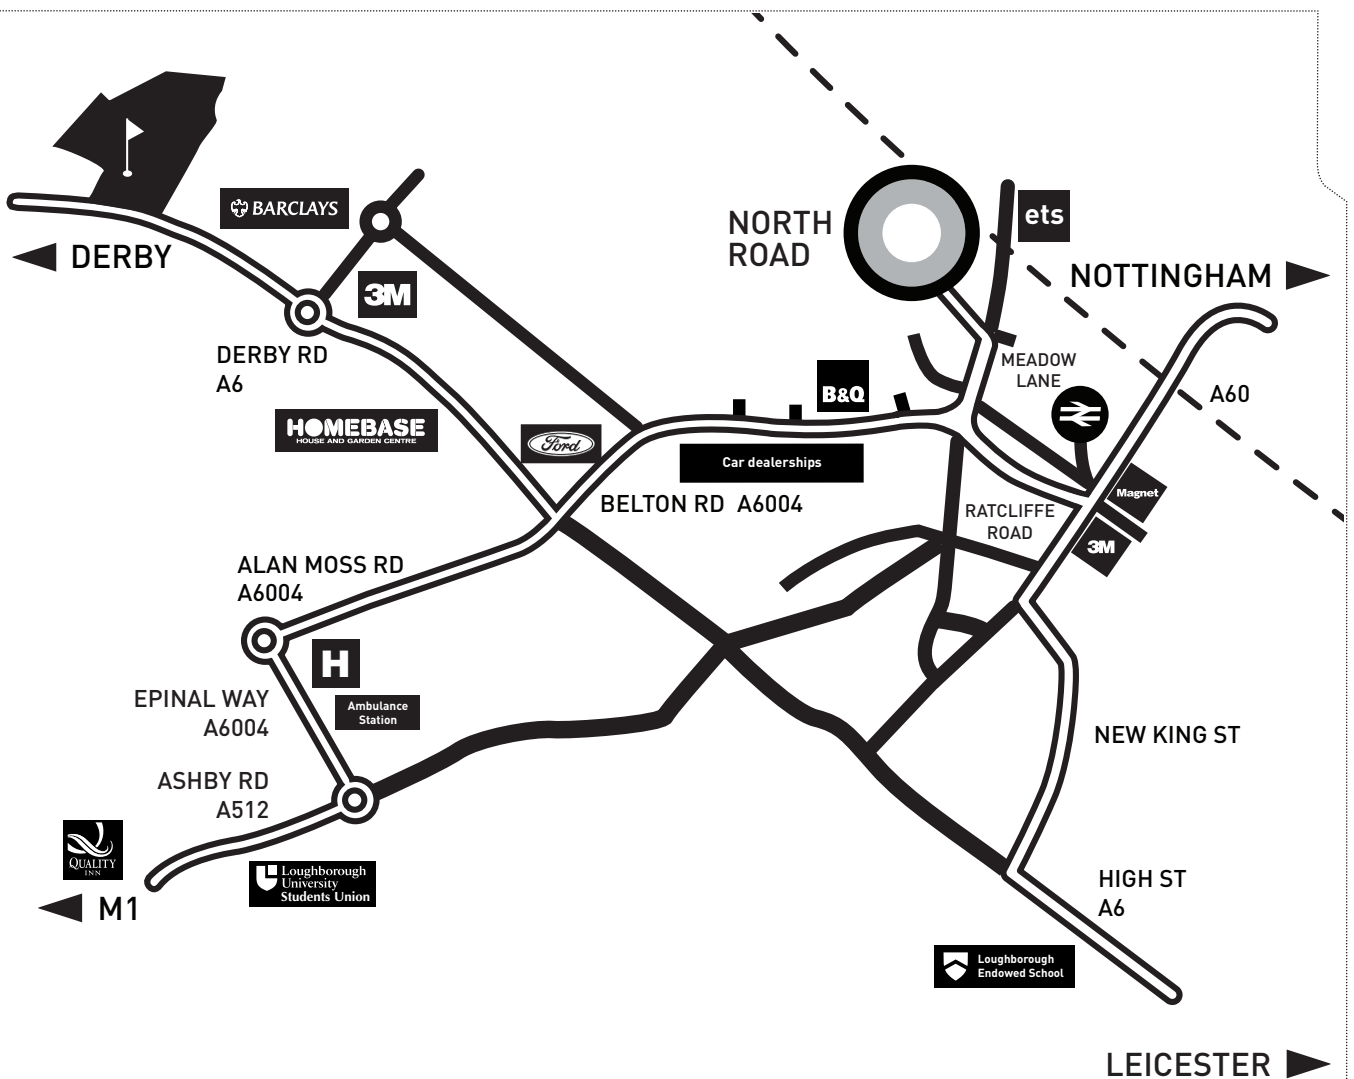 BARCLAYS
NORTH
ROAD
ets
DERBY
NOTTINGHAM
3M
DERBY RD
A6
MEADOW
LANE
B&Q
A60
HOMEBASE
HOUSE AND GARDEN CENTRE
Ford
Car dealerships
Magnet
BELTON RD A6004
RATCLIFFE
ROAD
3M
ALAN MOSS RD
A6004
H
EPINAL WAY
A6004
Ambulance
Station
NEW KING ST
ASHBY RD
A512
QUALITY
INN
Loughborough
University
Students Union
M1
HIGH ST
A6
Loughborough
Endowed School
LEICESTER